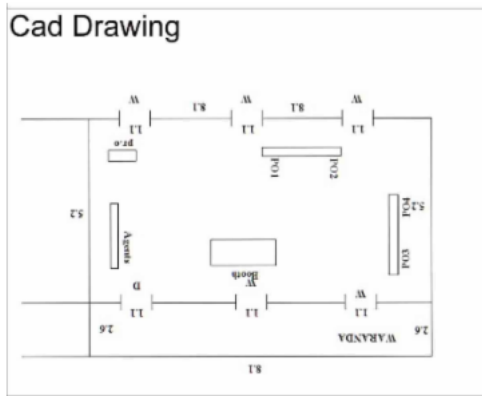 Cad Drawing
W W W
1.8 1.8
1.1 1.1 1.1
pr.o
PO1 PO2
5.2 Agents PO4 5.2
PO3
Booth
D W W
1.1 1.1 1.1
2.6 WARANDA 2.6
8.1